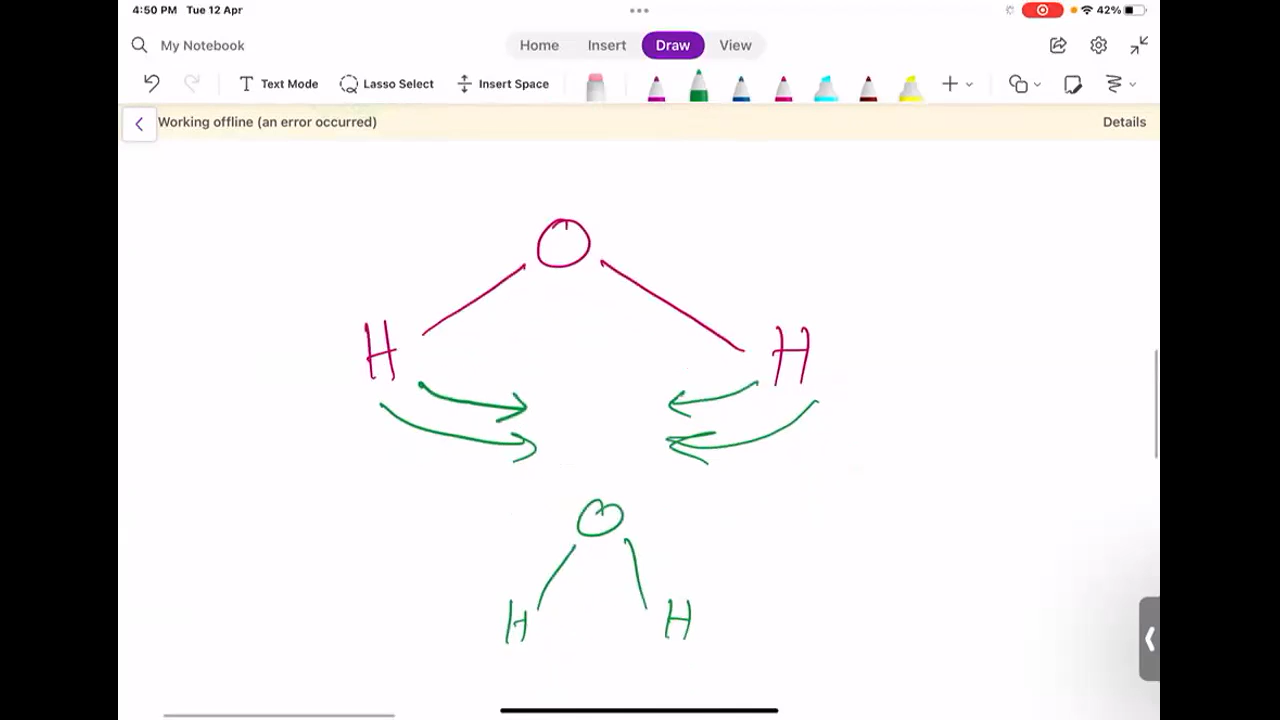 4:50 PM Tue 12 Apr 42%
My Notebook Home Insert Draw View
Text Mode Lasso Select Insert Space
Working offline (an error occurred) Details
O
H H
O
H H